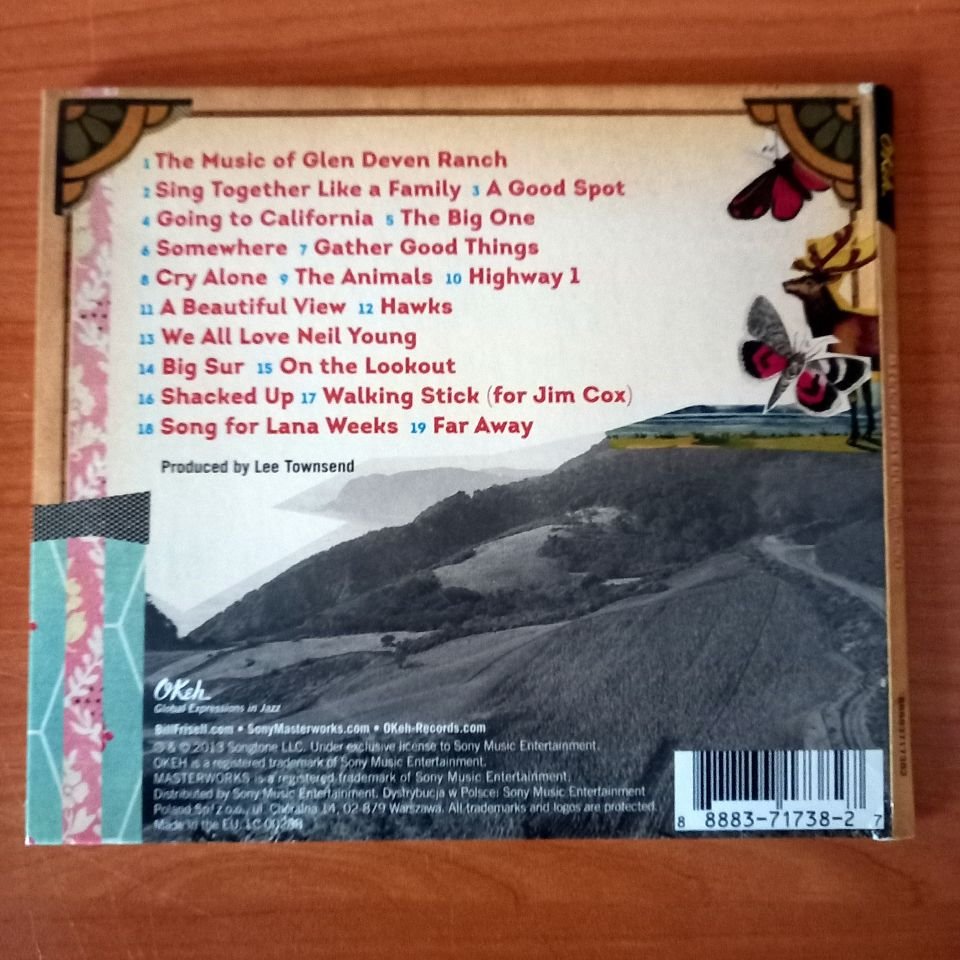 1 The Music of Glen Deven Ranch
2 Sing Together Like a Family 3 A Good Spot
4 Going to California 5 The Big One
6 Somewhere 7 Gather Good Things
8 Cry Alone 9 The Animals 10 Highway 1
11 A Beautiful View 12 Hawks
13 We All Love Neil Young
14 Big Sur 15 On the Lookout
16 Shacked Up 17 Walking Stick (for Jim Cox)
18 Song for Lana Weeks 19 Far Away
Produced by Lee Townsend
OKeh
Global Expressions in Jazz
BillFrisell.com • SonyMasterworks.com • OKeh-Records.com
℗ & © 2013 Songtone LLC. Under exclusive license to Sony Music Entertainment.
OKEH is a registered trademark of Sony Music Entertainment.
MASTERWORKS is a registered trademark of Sony Music Entertainment.
Distributed by Sony Music Entertainment. Dystrybucja w Polsce: Sony Music Entertainment
Poland Sp. z o.o., ul. Chóralna 14, 02-879 Warszawa. All trademarks and logos are protected.
Made in the EU. LC 00288
8 8883-71738-2 7
OKeh